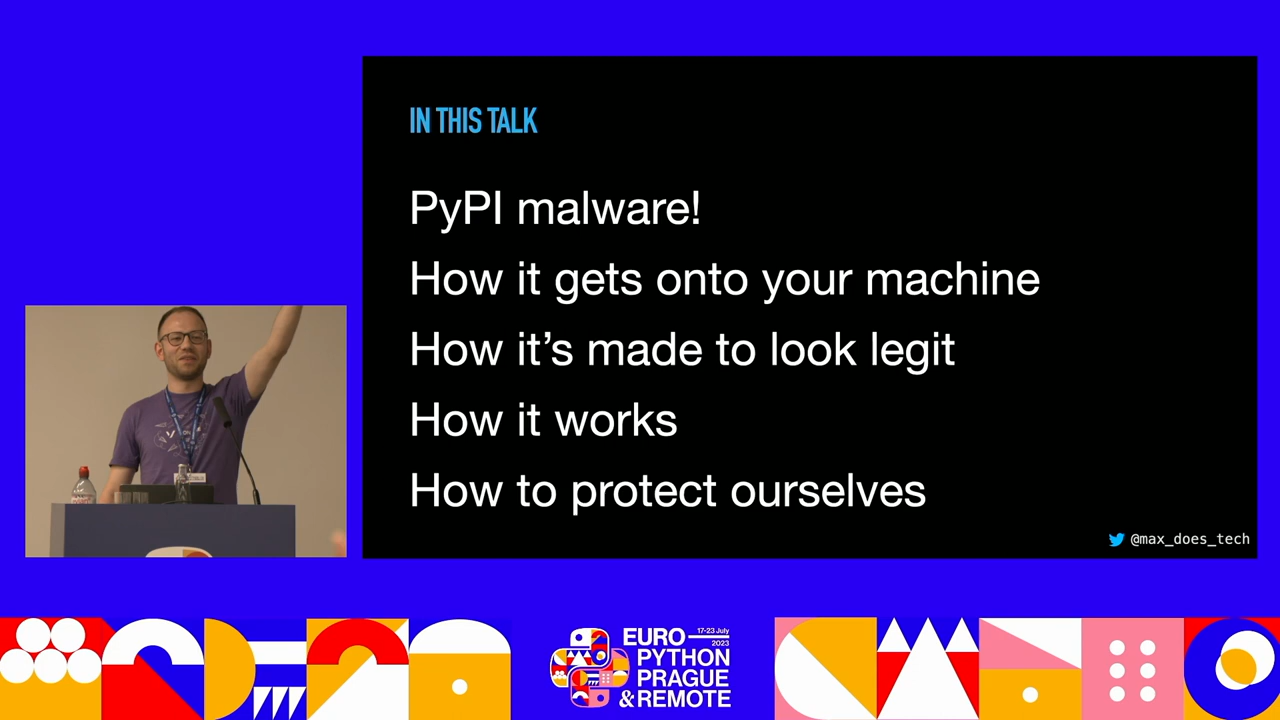 IN THIS TALK
PyPI malware!
How it gets onto your machine
How it's made to look legit
How it works
How to protect ourselves
@max_does_tech
17-23 July
2023
EURO
PYTHON
PRAGUE
&REMOTE